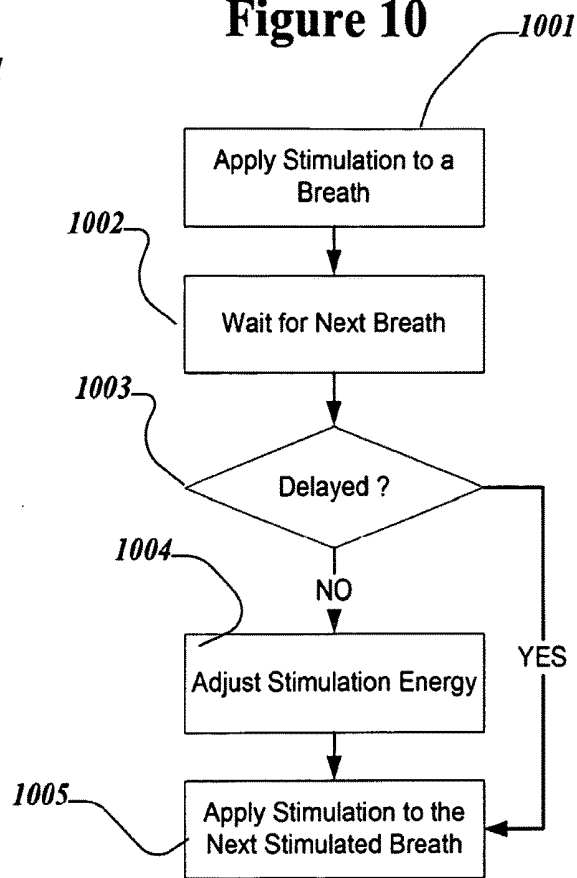 Figure 10
1001
Apply Stimulation to a
Breath
1002
Wait for Next Breath
1003
Delayed ?
1004
NO
YES
Adjust Stimulation Energy
1005
Apply Stimulation to the
Next Stimulated Breath